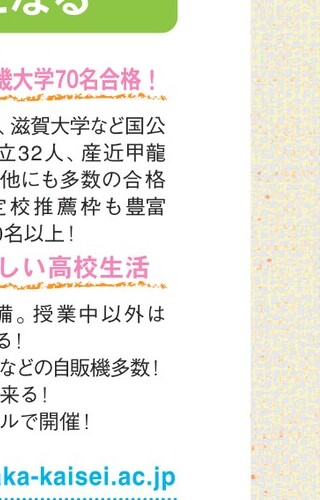 なる
畿大学70名合格！
、滋賀大学など国公
立32人、産近甲龍
他にも多数の合格
定校推薦枠も豊富
0名以上！
しい高校生活
備。授業中以外は
る！
などの自販機多数！
来る！
ルで開催！
aka-kaisei.ac.jp